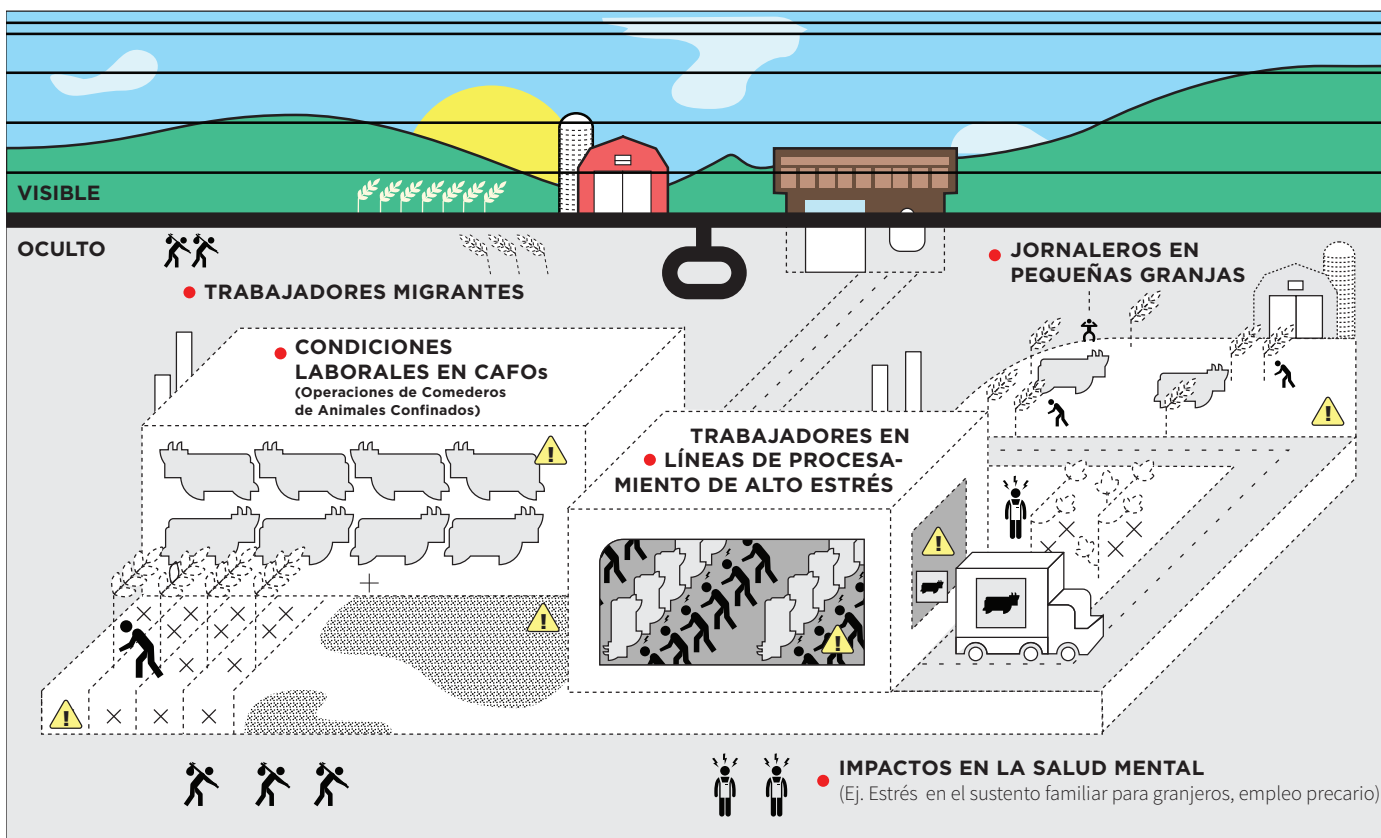 VISIBLE
OCULTO
TRABAJADORES MIGRANTES
JORNALEROS EN
PEQUEÑAS GRANJAS
CONDICIONES
LABORALES EN CAFOs
(Operaciones de Comederos
de Animales Confinados)
TRABAJADORES EN
LÍNEAS DE PROCESA-
MIENTO DE ALTO ESTRÉS
IMPACTOS EN LA SALUD MENTAL
(Ej. Estrés en el sustento familiar para granjeros, empleo precario)